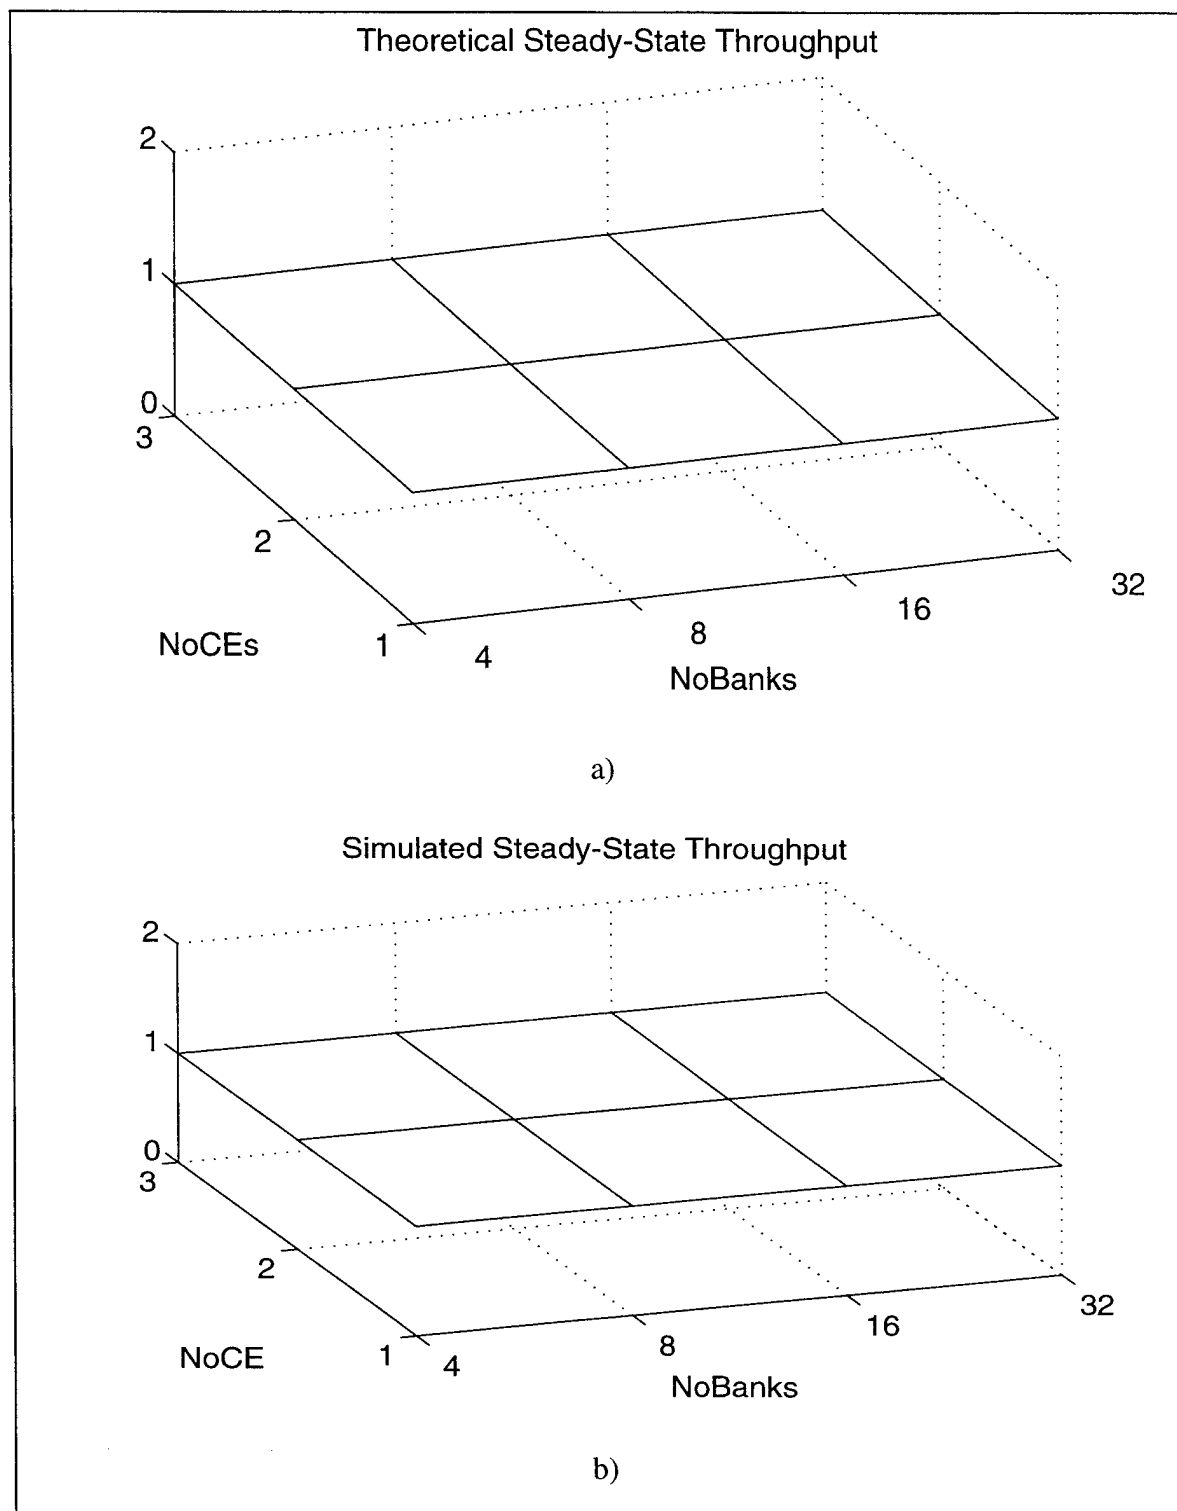 Theoretical Steady-State Throughput
2
1
0
3
2
1
4
8
16
32
NoCEs
NoBanks
a)
Simulated Steady-State Throughput
2
1
0
3
2
1
4
8
16
32
NoCE
NoBanks
b)